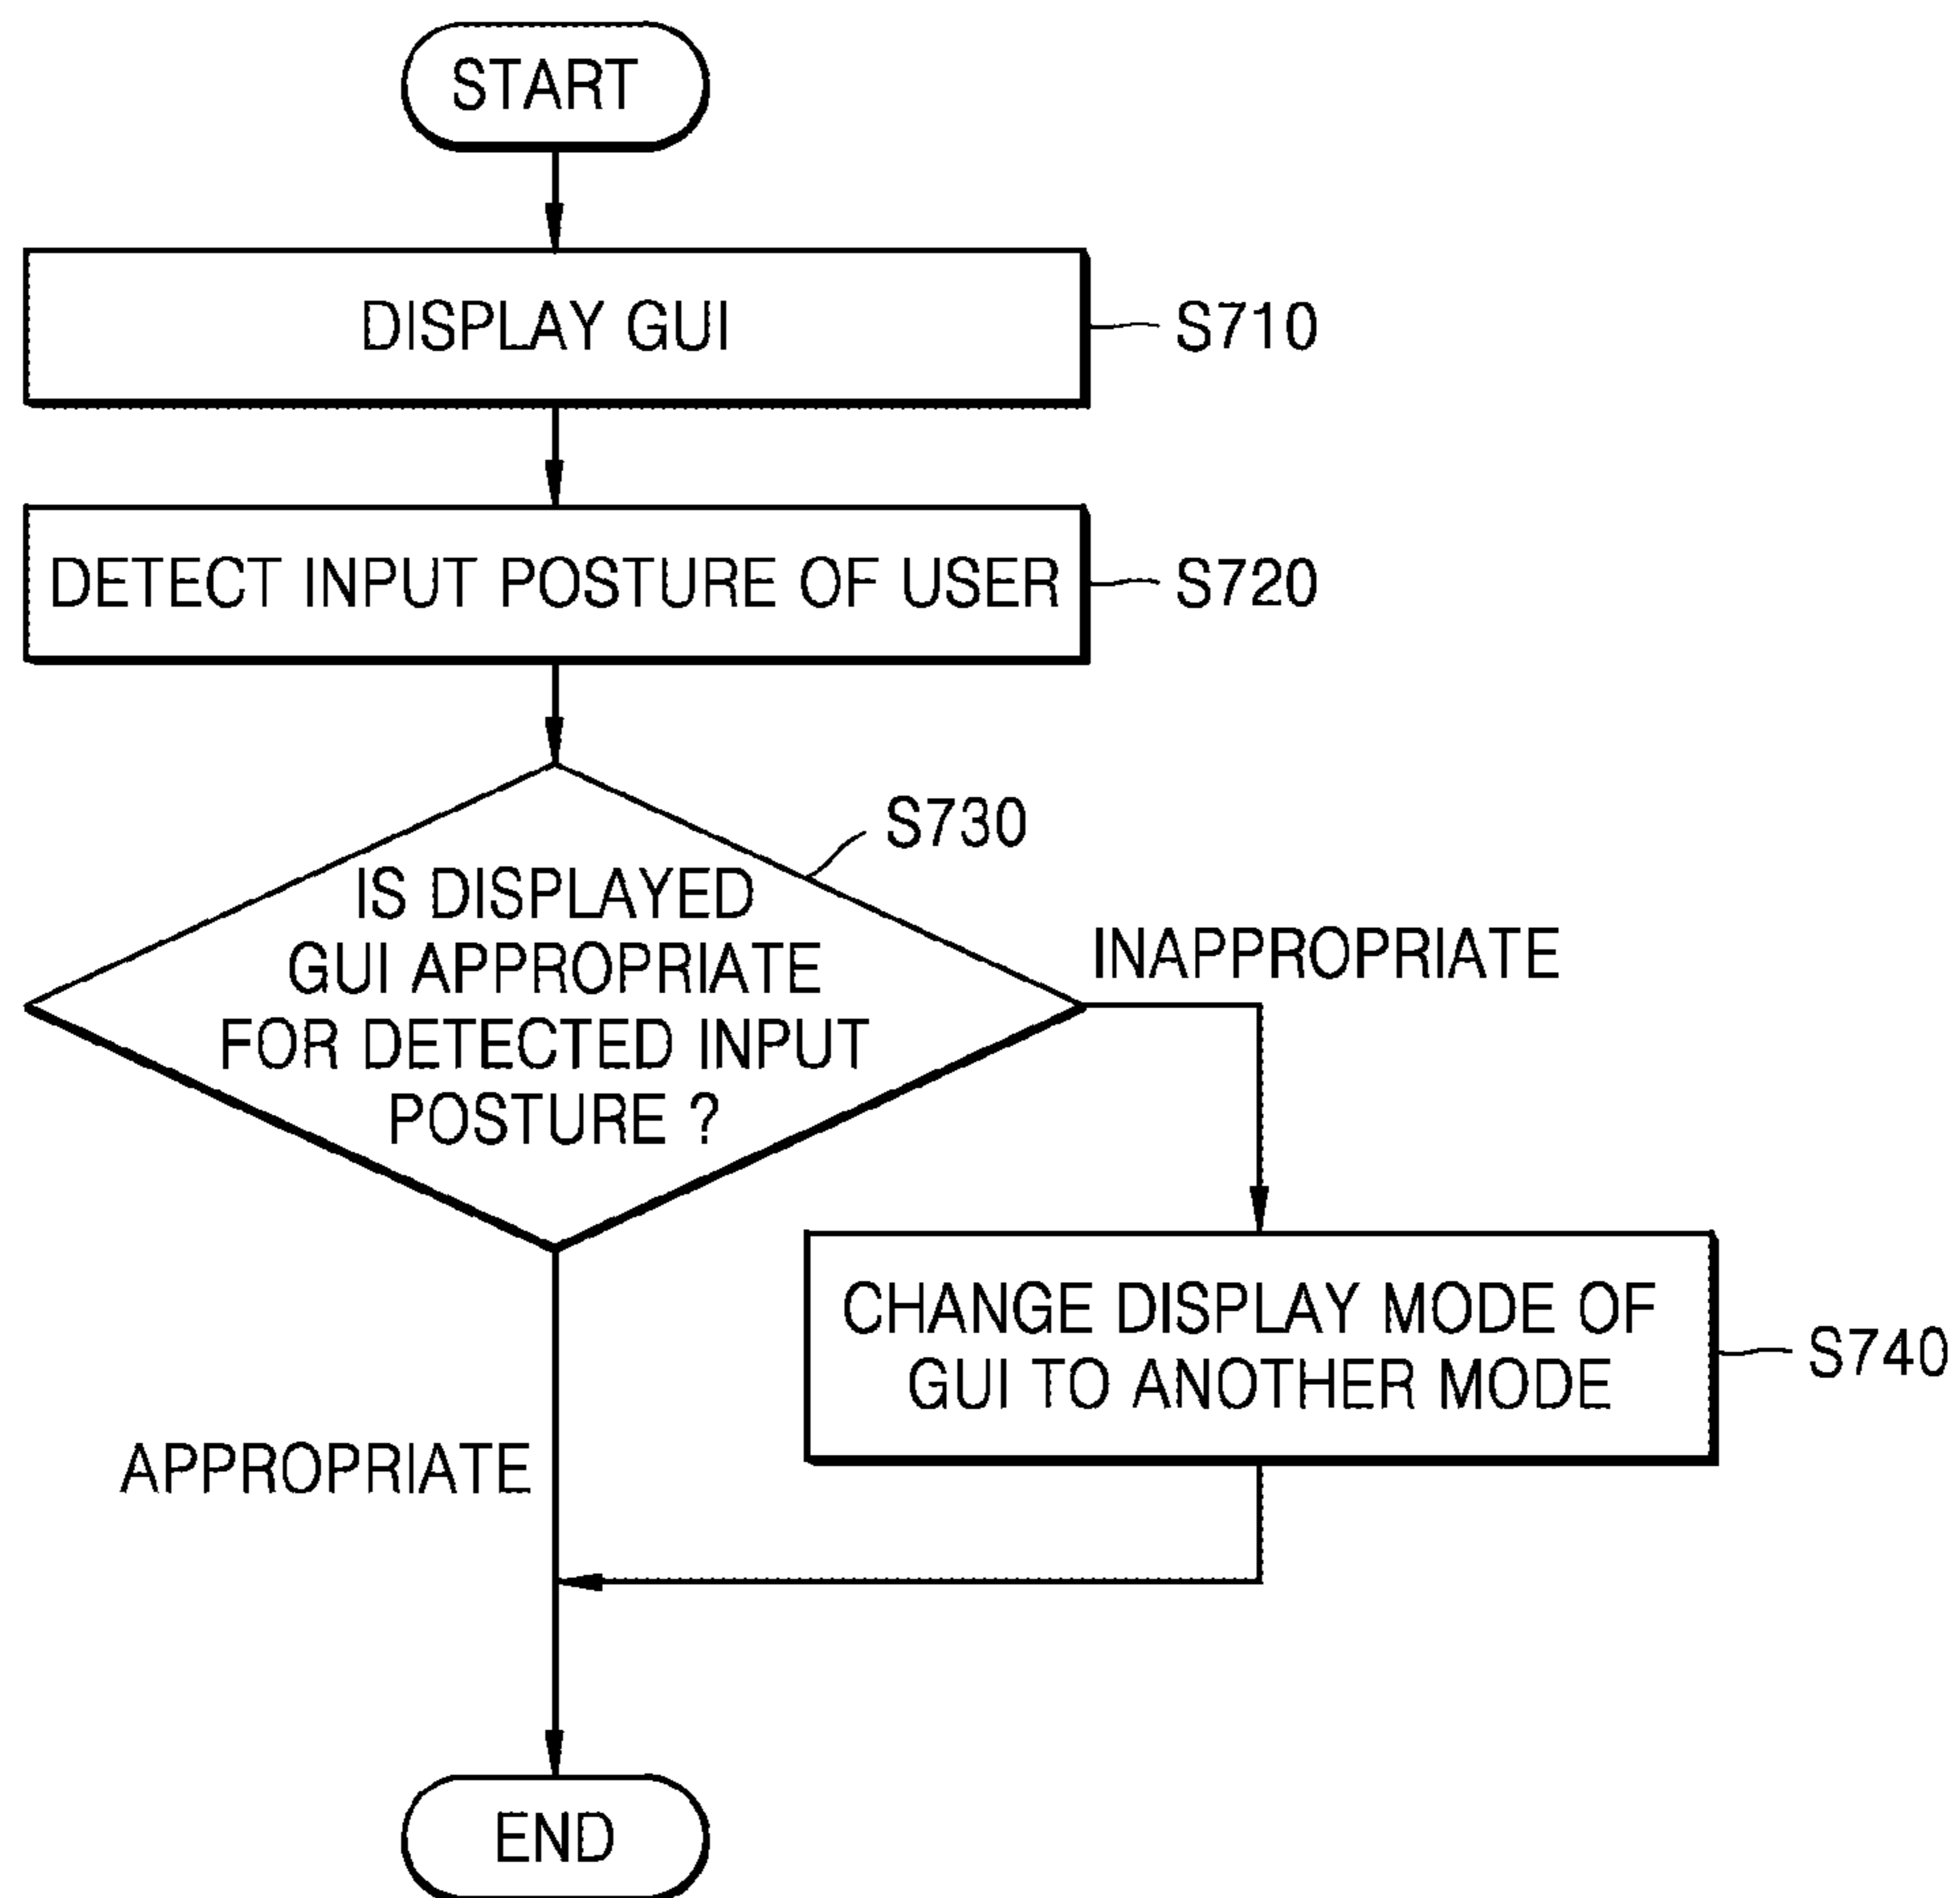 START
DISPLAY GUI
S710
DETECT INPUT POSTURE OF USER
S720
S730
IS DISPLAYED
GUI APPROPRIATE
FOR DETECTED INPUT
POSTURE ?
INAPPROPRIATE
CHANGE DISPLAY MODE OF
GUI TO ANOTHER MODE
S740
APPROPRIATE
END